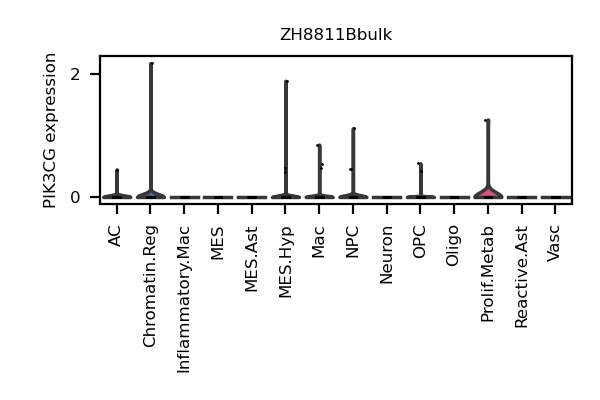 ZH8811Bbulk
PIK3CG expression
2
0
AC
Chromatin.Reg
Inflammatory.Mac
MES
MES.Ast
MES.Hyp
Mac
NPC
Neuron
OPC
Oligo
Prolif.Metab
Reactive.Ast
Vasc